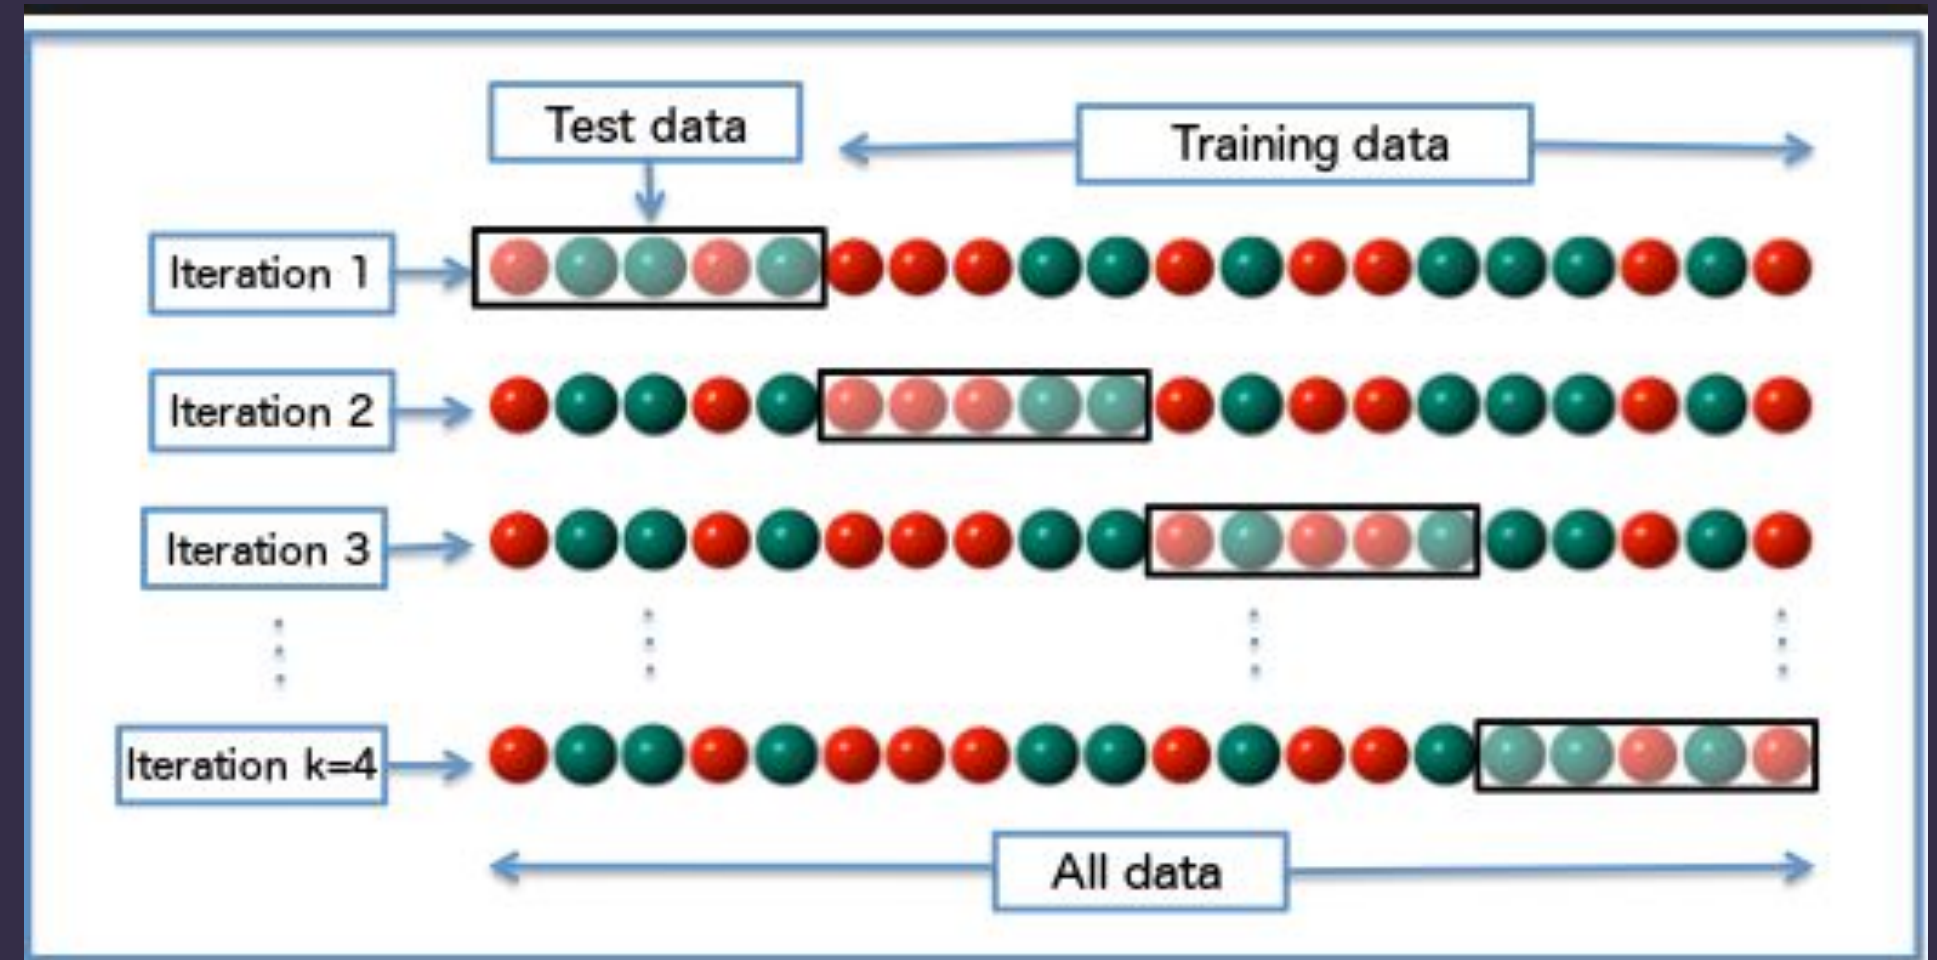 Test data
Training data
Iteration 1
Iteration 2
Iteration 3
Iteration k=4
All data